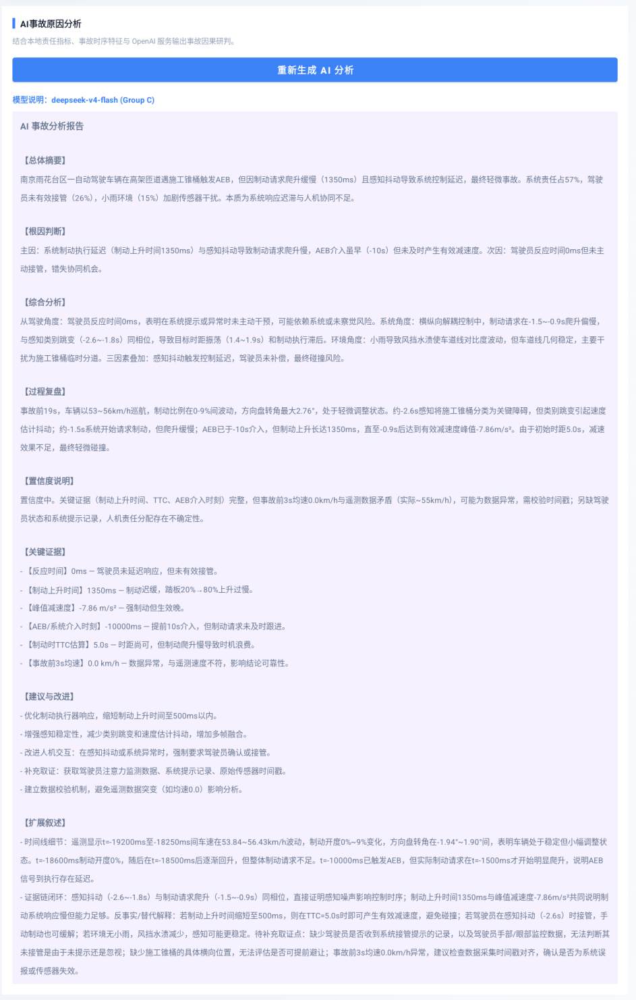 AI事故原因分析
结合本地责任指标、事故时序特征与 OpenAI 服务输出事故因果研判。
重新生成 AI 分析
模型说明：deepseek-v4-flash (Group C)
AI 事故分析报告
【总体摘要】
南京雨花台区一自动驾驶车辆在高架匝道遇施工锥桶触发AEB，但因制动请求爬升缓慢（1350ms）且感知抖动导致系统控制延迟，最终轻微事故。系统责任占57%，驾驶
员未有效接管（26%），小雨环境（15%）加剧传感器干扰。本质为系统响应迟滞与人机协同不足。
【根因判断】
主因：系统制动执行延迟（制动上升时间1350ms）与感知抖动导致制动请求爬升慢，AEB介入虽早（-10s）但未及时产生有效减速度。次因：驾驶员反应时间0ms但未主
动接管，错失协同机会。
【综合分析】
从驾驶角度：驾驶员反应时间0ms，表明在系统提示或异常时未主动干预，可能依赖系统或未察觉风险。系统角度：横纵向解耦控制中，制动请求在-1.5~-0.9s爬升偏慢，
与感知类别跳变（-2.6~-1.8s）同相位，导致目标时距振荡（1.4~1.9s）和制动执行滞后。环境角度：小雨导致风挡水渍使车道线对比度波动，但车道线几何稳定，主要干
扰为施工锥桶临时分道。三因素叠加：感知抖动触发控制延迟，驾驶员未补偿，最终碰撞风险。
【过程复盘】
事故前19s，车辆以53~56km/h巡航，制动比例在0-9%间波动，方向盘转角最大2.76°，处于轻微调整状态。约-2.6s感知将施工锥桶分类为关键障碍，但类别跳变引起速度
估计抖动；约-1.5s系统开始请求制动，但爬升缓慢；AEB已于-10s介入，但制动上升长达1350ms，直至-0.9s后达到有效减速度峰值-7.86m/s²。由于初始时距5.0s，减速
效果不足，最终轻微碰撞。
【置信度说明】
置信度中。关键证据（制动上升时间、TTC、AEB介入时刻）完整，但事故前3s均速0.0km/h与遥测数据矛盾（实际~55km/h），可能为数据异常，需校验时间戳；另缺驾驶
员状态和系统提示记录，人机责任分配存在不确定性。
【关键证据】
- 【反应时间】0ms — 驾驶员未延迟响应，但未有效接管。
- 【制动上升时间】1350ms — 制动迟缓，踏板20%→80%上升过慢。
- 【峰值减速度】-7.86 m/s² — 强制动但生效晚。
- 【AEB/系统介入时刻】-10000ms — 提前10s介入，但制动请求未及时跟进。
- 【制动时TTC估算】5.0s — 时距尚可，但制动爬升慢导致时机浪费。
- 【事故前3s均速】0.0 km/h — 数据异常，与遥测速度不符，影响结论可靠性。
【建议与改进】
- 优化制动执行器响应，缩短制动上升时间至500ms以内。
- 增强感知稳定性，减少类别跳变和速度估计抖动，增加多帧融合。
- 改进人机交互：在感知抖动或系统异常时，强制要求驾驶员确认或接管。
- 补充取证：获取驾驶员注意力监测数据、系统提示记录、原始传感器时间戳。
- 建立数据校验机制，避免遥测数据突变（如均速0.0）影响分析。
【扩展叙述】
- 时间线细节：遥测显示t=-19200ms至-18250ms间车速在53.84~56.43km/h波动，制动开度0%~9%变化，方向盘转角在-1.94°~1.90°间，表明车辆处于稳定但小幅调整状
态。t=-18600ms制动开度0%，随后在t=-18500ms后逐渐回升，但整体制动请求不足。t=-10000ms已触发AEB，但实际制动请求在t=-1500ms才开始明显爬升，说明AEB
信号到执行存在延迟。
- 证据链闭环：感知抖动（-2.6~-1.8s）与制动请求爬升（-1.5~-0.9s）同相位，直接证明感知噪声影响控制时序；制动上升时间1350ms与峰值减速度-7.86m/s²共同说明制
动系统响应慢但能力足够。反事实/替代解释：若制动上升时间缩短至500ms，则在TTC=5.0s时即可产生有效减速度，避免碰撞；若驾驶员在感知抖动（-2.6s）时接管，手
动制动也可缓解；若环境无小雨，风挡水渍减少，感知可能更稳定。待补充取证点：缺少驾驶员是否收到系统接管提示的记录，以及驾驶员手部/眼部监控数据，无法判断其
未接管是由于未提示还是忽视；缺少施工锥桶的具体横向位置，无法评估是否可提前避让；事故前3s均速0.0km/h异常，建议检查数据采集时间戳对齐，确认是否为系统误
报或传感器失效。